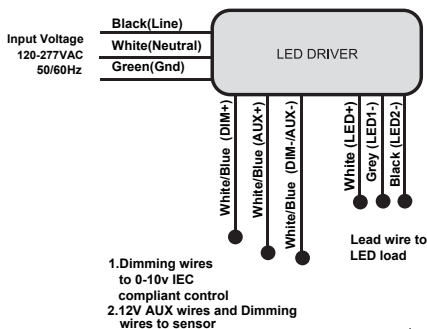 Black(Line)
Input Voltage
120-277VAC
50/60Hz
White(Neutral)
Green(Gnd)
LED DRIVER
White/Blue (DIM+)
White/Blue (AUX+)
White/Blue (DIM-/AUX-)
White (LED+)
Grey (LED1-)
Black (LED2-)
Lead wire to
LED load
1.Dimming wires
to 0-10v IEC
compliant control
2.12V AUX wires and Dimming
wires to sensor